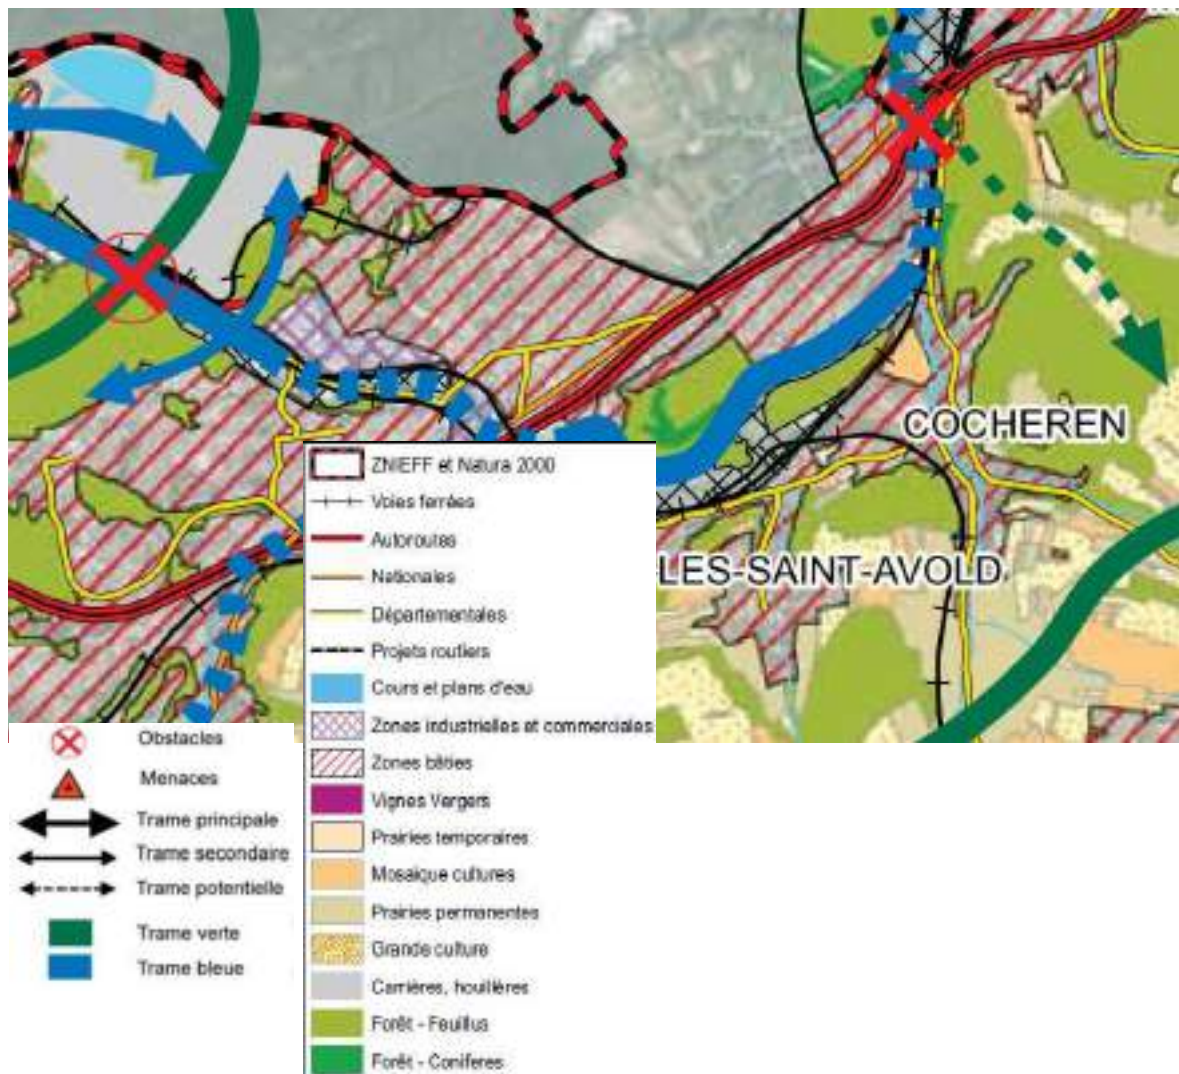 COCHEREN
-LES-SAINT-AVOLD
ZNIEFF et Natura 2000
Voies ferrées
Autoroutes
Nationales
Départementales
Projets routiers
Cours et plans d'eau
Zones industrielles et commerciales
Zones bâties
Vignes Vergers
Prairies temporaires
Mosaique cultures
Prairies permanentes
Grande culture
Carrières, houillères
Forêt - Feuillus
Forêt - Coniferes
Obstacles
Menaces
Trame principale
Trame secondaire
Trame potentielle
Trame verte
Trame bleue